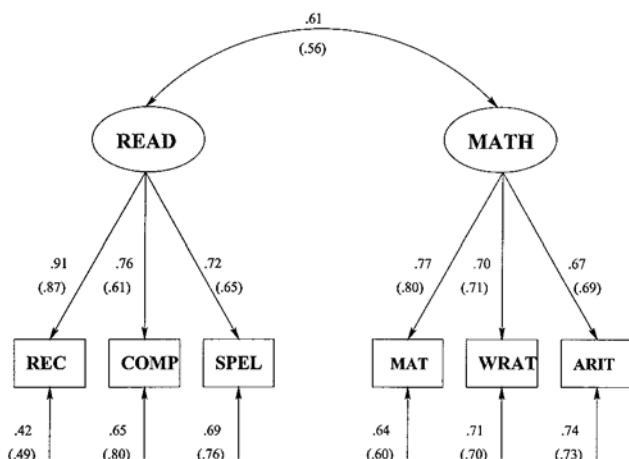 .61
(.56)
READ MATH
.91 .76 .72 .77 .70 .67
(.87) (.61) (.65) (.80) (.71) (.69)
REC COMP SPEL MAT WRAT ARIT
.42 .65 .69 .64 .71 .74
(.49) (.80) (.76) (.60) (.70) (.73)